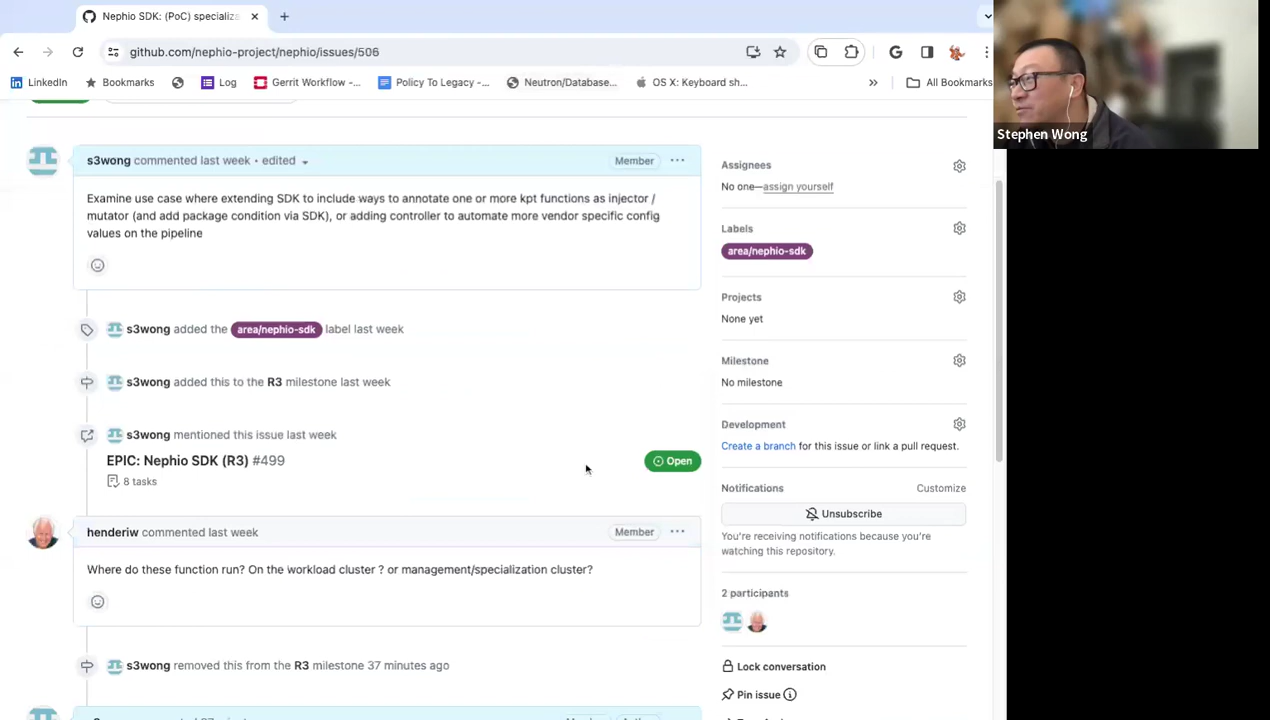 Nephio SDK: (PoC) specializa
github.com/nephio-project/nephio/issues/506
LinkedIn
Bookmarks
Log
Gerrit Workflow -...
Policy To Legacy -...
Neutron/Database...
OS X: Keyboard sh...
All Bookmarks
Stephen Wong
s3wong commented last week • edited
Member
Examine use case where extending SDK to include ways to annotate one or more kpt functions as injector /
mutator (and add package condition via SDK), or adding controller to automate more vendor specific config
values on the pipeline
s3wong added the area/nephio-sdk label last week
s3wong added this to the R3 milestone last week
s3wong mentioned this issue last week
EPIC: Nephio SDK (R3) #499
Open
8 tasks
henderiw commented last week
Member
Where do these function run? On the workload cluster ? or management/specialization cluster?
s3wong removed this from the R3 milestone 37 minutes ago
Assignees
No one—assign yourself
Labels
area/nephio-sdk
Projects
None yet
Milestone
No milestone
Development
Create a branch for this issue or link a pull request.
Notifications
Customize
Unsubscribe
You're receiving notifications because you're
watching this repository.
2 participants
Lock conversation
Pin issue